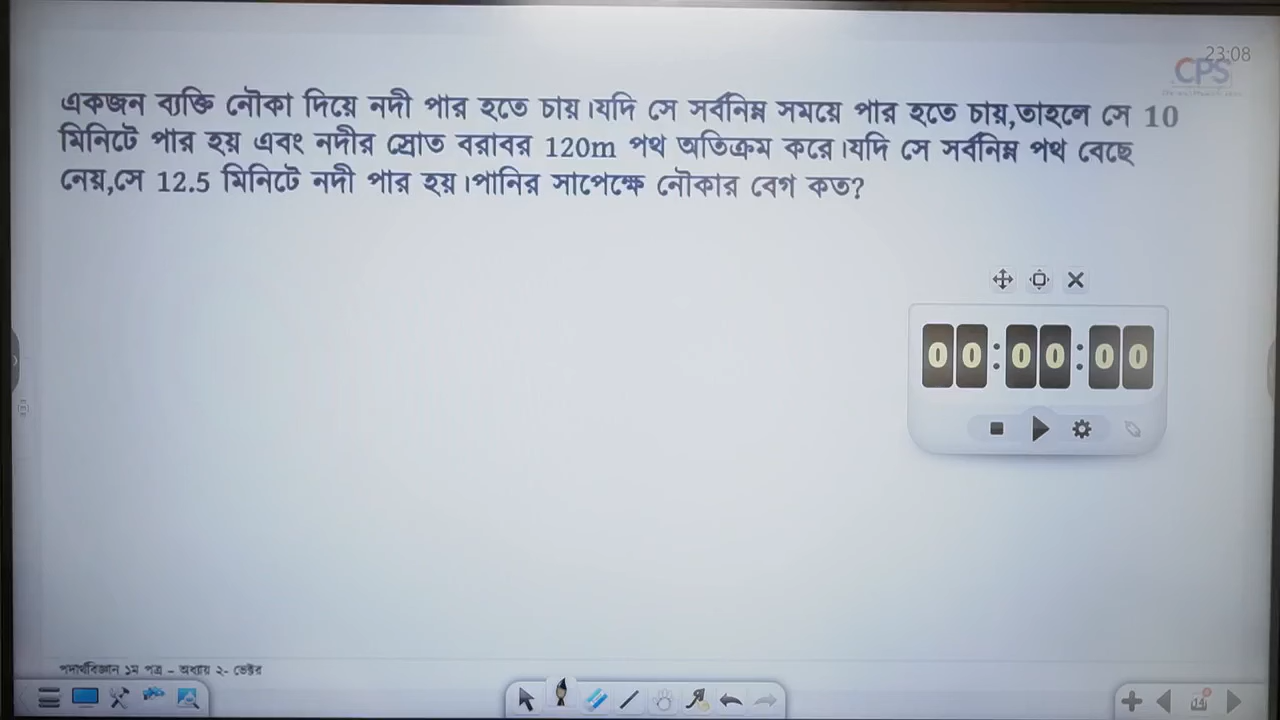 23:08
CPS
একজন ব্যক্তি নৌকা দিয়ে নদী পার হতে চায়।যদি সে সর্বনিম্ন সময়ে পার হতে চায়,তাহলে সে 10
মিনিটে পার হয় এবং নদীর স্রোত বরাবর 120m পথ অতিক্রম করে।যদি সে সর্বনিম্ন পথ বেছে
নেয়,সে 12.5 মিনিটে নদী পার হয়।পানির সাপেক্ষে নৌকার বেগ কত?
00:00:00
পদার্থবিজ্ঞান ১ম পত্র - অধ্যায় ২- ভেক্টর
14